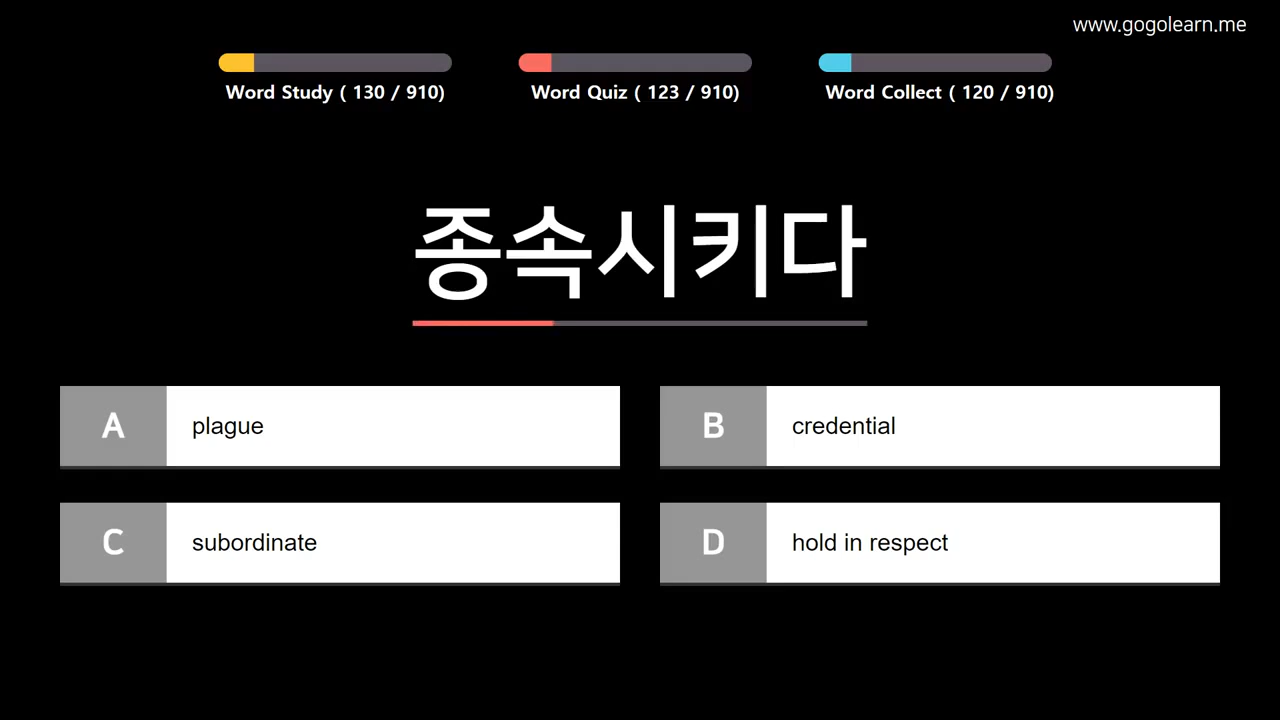 www.gogolearn.me
Word Study ( 130 / 910)
Word Quiz ( 123 / 910)
Word Collect ( 120 / 910)
종속시키다
A plague
B credential
C subordinate
D hold in respect